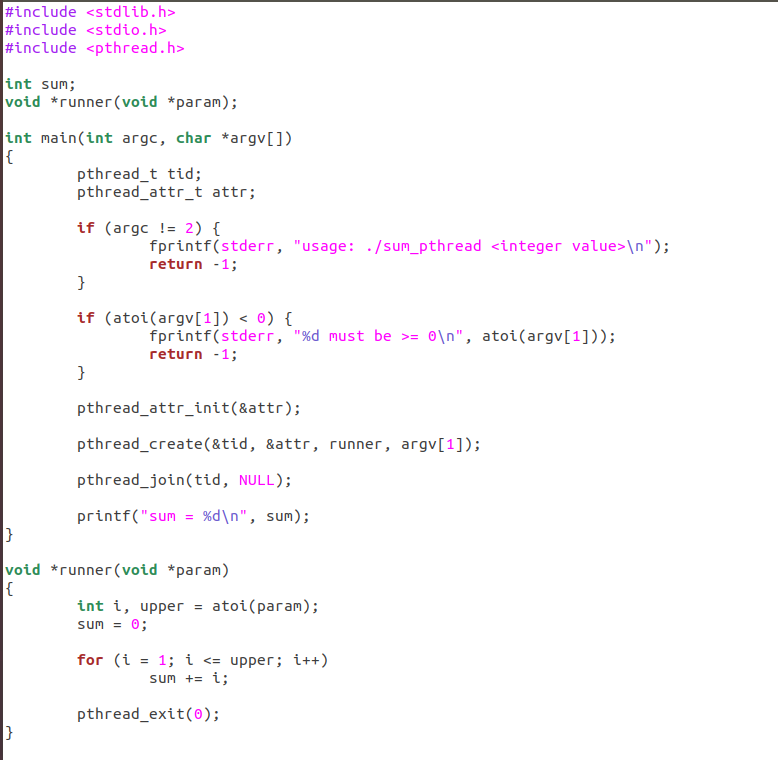 #include <stdlib.h>
#include <stdio.h>
#include <pthread.h>

int sum;
void *runner(void *param);

int main(int argc, char *argv[])
{
        pthread_t tid;
        pthread_attr_t attr;

        if (argc != 2) {
                fprintf(stderr, "usage: ./sum_pthread <integer value>\n");
                return -1;
        }

        if (atoi(argv[1]) < 0) {
                fprintf(stderr, "%d must be >= 0\n", atoi(argv[1]));
                return -1;
        }

        pthread_attr_init(&attr);

        pthread_create(&tid, &attr, runner, argv[1]);

        pthread_join(tid, NULL);

        printf("sum = %d\n", sum);
}

void *runner(void *param)
{
        int i, upper = atoi(param);
        sum = 0;

        for (i = 1; i <= upper; i++)
                sum += i;

        pthread_exit(0);
}